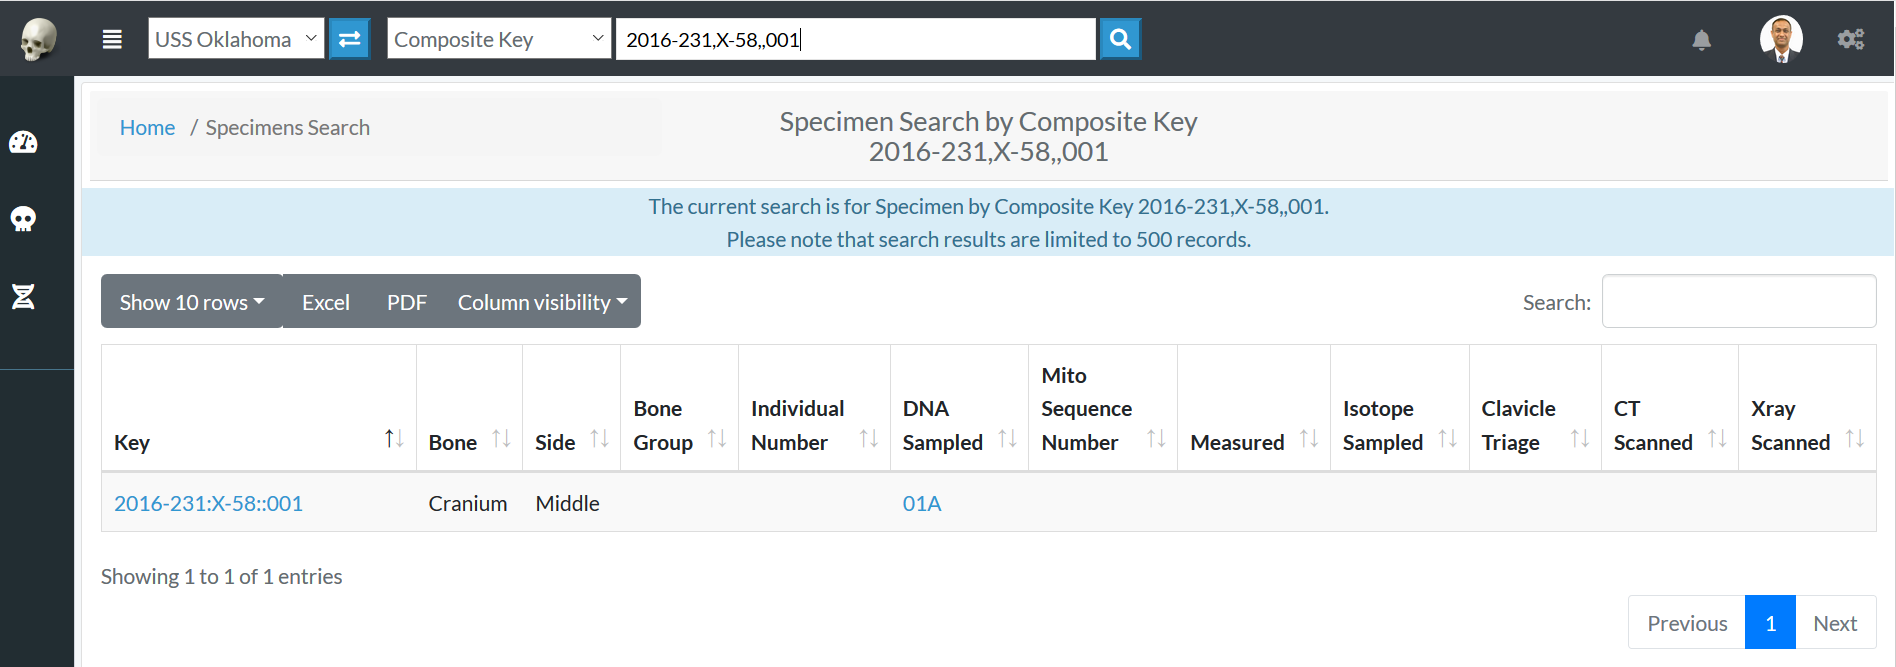 USS Oklahoma Composite Key 2016-231,X-58,,001
Home / Specimens Search
Specimen Search by Composite Key
2016-231,X-58,,001
The current search is for Specimen by Composite Key 2016-231,X-58,,001.
Please note that search results are limited to 500 records.
Show 10 rows Excel PDF Column visibility Search:
Key Bone Side Bone Group Individual Number DNA Sampled Mito Sequence Number Measured Isotope Sampled Clavicle Triage CT Scanned Xray Scanned
2016-231:X-58::001 Cranium Middle 01A
Showing 1 to 1 of 1 entries
Previous 1 Next